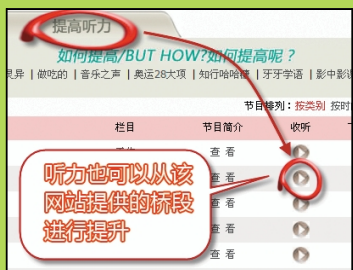 提高听力
如何提高/BUT HOW?如何提高呢？
灵异 | 做吃的 | 音乐之声 | 奥运28大项 | 知行哈哈镜 | 牙牙学语 | 影中影
节目排列：按类别 按时
栏目 节目简介 收听
查 看
查 看
查 看
查 看
查 看
听力也可以从该
网站提供的桥段
进行提升